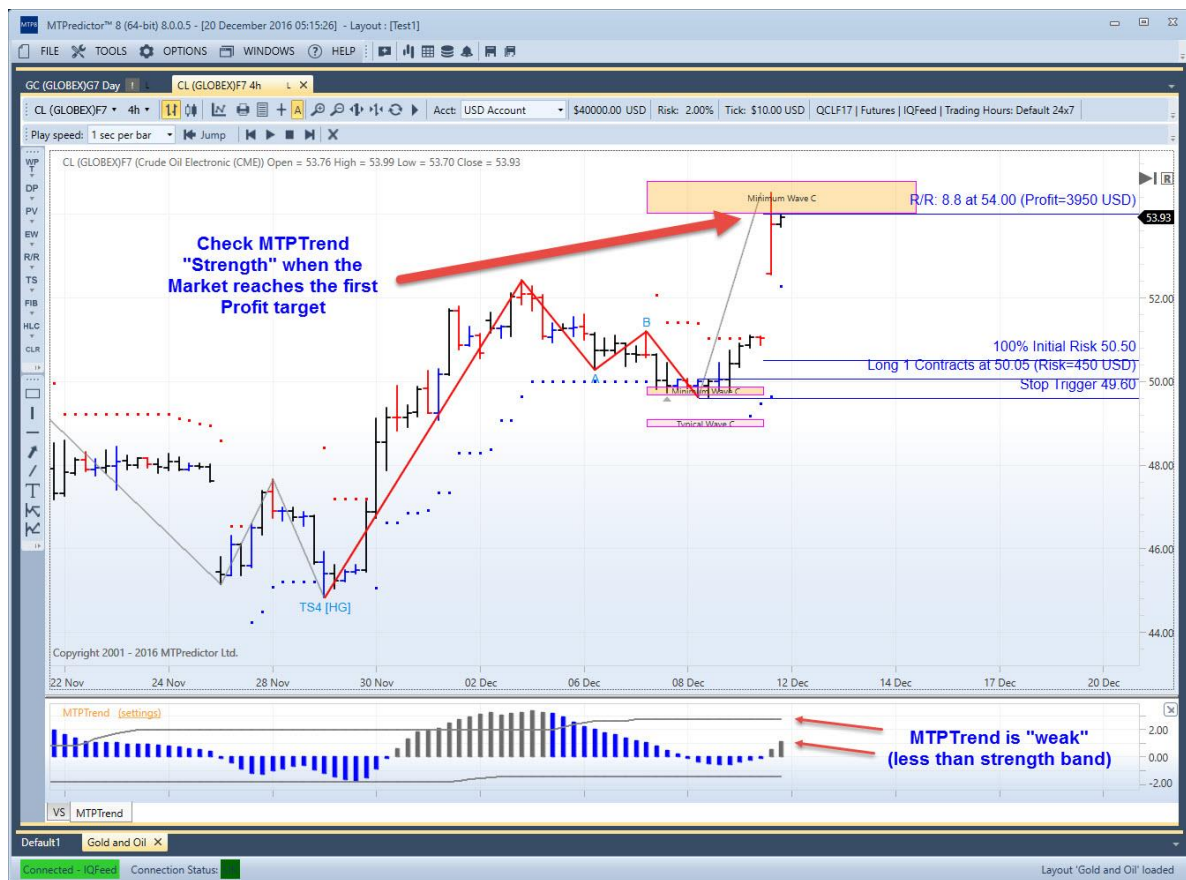 MTP8 MTPredictor™ 8 (64-bit) 8.0.0.5 - [20 December 2016 05:15:26] - Layout : [Test1]
FILE TOOLS OPTIONS WINDOWS HELP
GC (GLOBEX)G7 Day ! L CL (GLOBEX)F7 4h L
CL (GLOBEX)F7 4h A Acct: USD Account $40000.00 USD Risk: 2.00% Tick: $10.00 USD QCLF17 | Futures | IQFeed | Trading Hours: Default 24x7
Play speed: 1 sec per bar Jump
WP
T
DP
PV
EW
R/R
TS
FIB
HLC
CLR
T
CL (GLOBEX)F7 (Crude Oil Electronic (CME)) Open = 53.76 High = 53.99 Low = 53.70 Close = 53.93
R
Minimum Wave C
R/R: 8.8 at 54.00 (Profit=3950 USD)
53.93
Check MTPTrend
"Strength" when the
Market reaches the first
Profit target
52.00
B
100% Initial Risk 50.50
Long 1 Contracts at 50.05 (Risk=450 USD)
A
50.00
Stop Trigger 49.60
Minimum Wave C
Typical Wave C
48.00
46.00
TS4 [HG]
44.00
Copyright 2001 - 2016 MTPredictor Ltd.
22 Nov 24 Nov 28 Nov 30 Nov 02 Dec 06 Dec 08 Dec 12 Dec 14 Dec 17 Dec 20 Dec
MTPTrend (settings)
MTPTrend is "weak"
(less than strength band)
2.00
0.00
-2.00
VS MTPTrend
Default1 Gold and Oil
Connected - IQFeed Connection Status: Layout 'Gold and Oil' loaded